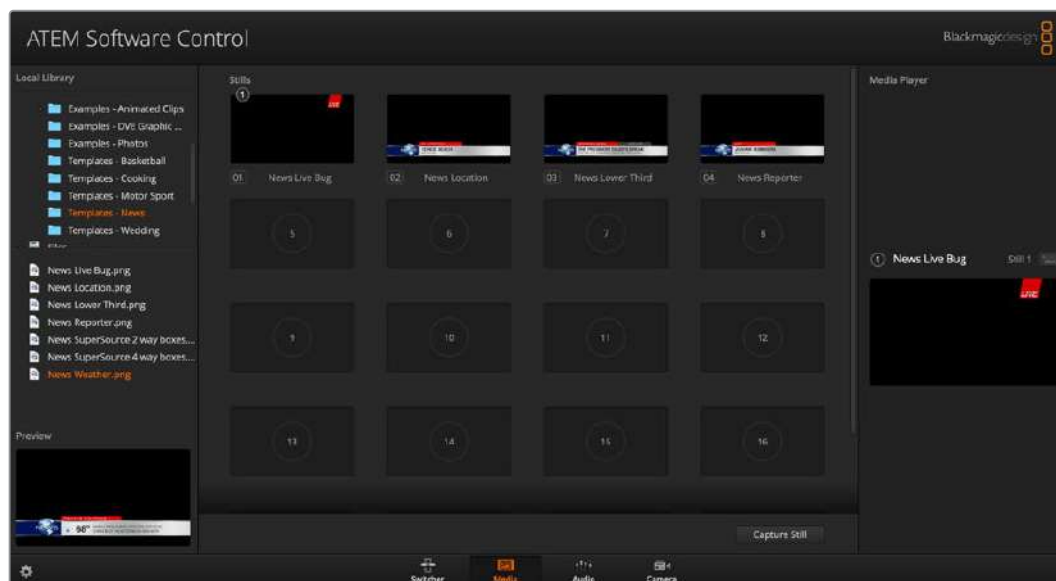 ATEM Software Control
Blackmagicdesign
Local Library
Examples - Animated Clips
Examples - DVE Graphic ...
Examples - Photos
Templates - Basketball
Templates - Cooking
Templates - Motor Sport
Templates - News
Templates - Wedding
News Live Bug.png
News Location.png
News Lower Third.png
News Reporter.png
News SuperSource 2 way boxes....
News SuperSource 4 way boxes....
News Weather.png
Preview
98°
Stills
1
LIVE
01 News Live Bug
02 News Location
03 News Lower Third
04 News Reporter
5
6
7
8
9
10
11
12
13
14
15
16
Capture Still
Media Player
1 News Live Bug Still 1
LIVE
Switcher
Media
Audio
Camera